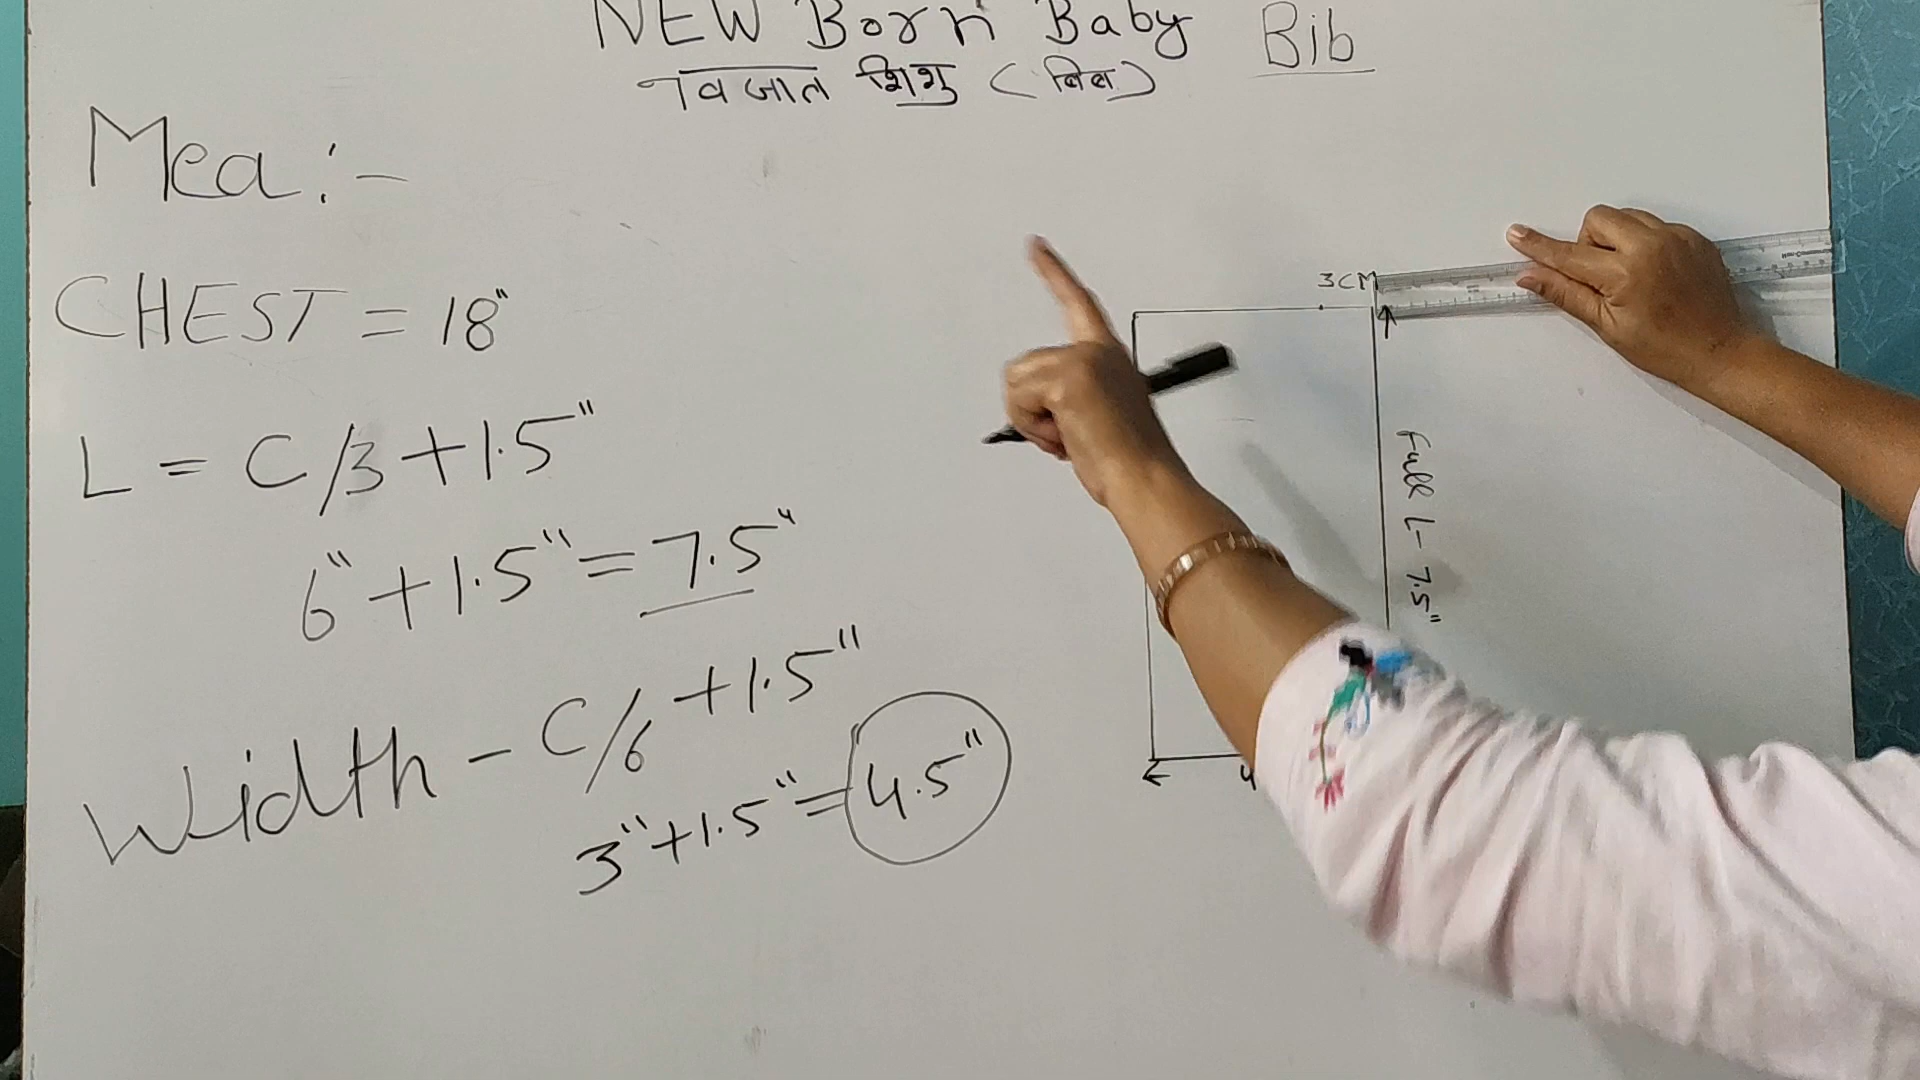 NEW Born Baby Bib
नवजात शिशु (बिब)
Mea:-
CHEST = 18"
L = C/3 + 1.5"
6" + 1.5" = 7.5"
Width - C/6 + 1.5"
3" + 1.5" = 4.5"
3CM
Full L- 7.5"
4